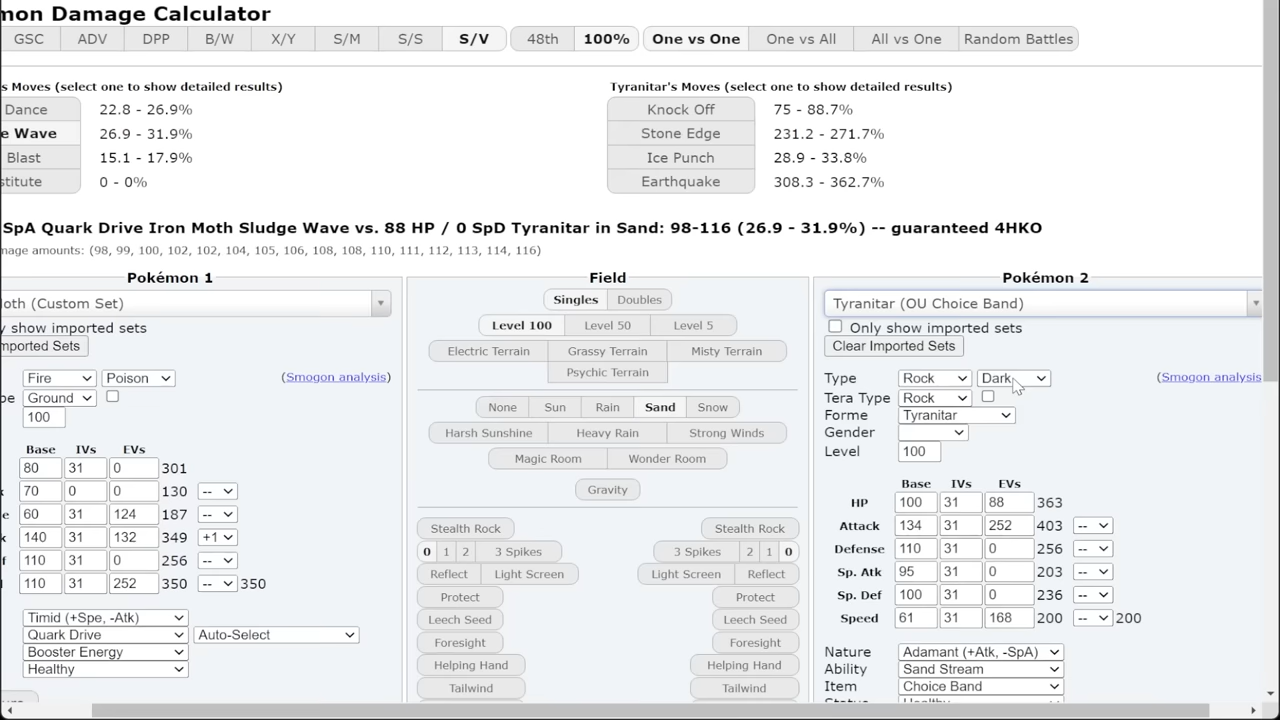 mon Damage Calculator
GSC ADV DPP B/W X/Y S/M S/S S/V 48th 100% One vs One One vs All All vs One Random Battles
s Moves (select one to show detailed results) Tyranitar's Moves (select one to show detailed results)
Dance 22.8 - 26.9% Knock Off 75 - 88.7%
e Wave 26.9 - 31.9% Stone Edge 231.2 - 271.7%
Blast 15.1 - 17.9% Ice Punch 28.9 - 33.8%
stitute 0 - 0% Earthquake 308.3 - 362.7%
SpA Quark Drive Iron Moth Sludge Wave vs. 88 HP / 0 SpD Tyranitar in Sand: 98-116 (26.9 - 31.9%) -- guaranteed 4HKO
mage amounts: (98, 99, 100, 102, 102, 104, 105, 106, 108, 108, 110, 111, 112, 113, 114, 116)
Pokémon 1 Field Pokémon 2
oth (Custom Set) Singles Doubles Tyranitar (OU Choice Band)
y show imported sets Level 100 Level 50 Level 5 Only show imported sets
mported Sets Electric Terrain Grassy Terrain Misty Terrain Clear Imported Sets
Psychic Terrain
Fire Poison (Smogon analysis) Type Rock Dark (Smogon analysis
pe Ground Tera Type Rock
100 None Sun Rain Sand Snow Forme Tyranitar
Harsh Sunshine Heavy Rain Strong Winds Gender
Base IVs EVs Magic Room Wonder Room Level 100
80 31 0 301 Base IVs EVs
k 70 0 0 130 -- Gravity HP 100 31 88 363
e 60 31 124 187 -- Stealth Rock Stealth Rock Attack 134 31 252 403 --
k 140 31 132 349 +1 0 1 2 3 Spikes 3 Spikes 2 1 0 Defense 110 31 0 256 --
f 110 31 0 256 -- Reflect Light Screen Light Screen Reflect Sp. Atk 95 31 0 203 --
d 110 31 252 350 -- 350 Protect Protect Sp. Def 100 31 0 236 --
Timid (+Spe, -Atk) Leech Seed Leech Seed Speed 61 31 168 200 -- 200
Quark Drive Auto-Select Foresight Foresight
Booster Energy Helping Hand Helping Hand Nature Adamant (+Atk, -SpA)
Healthy Tailwind Tailwind Ability Sand Stream
Item Choice Band